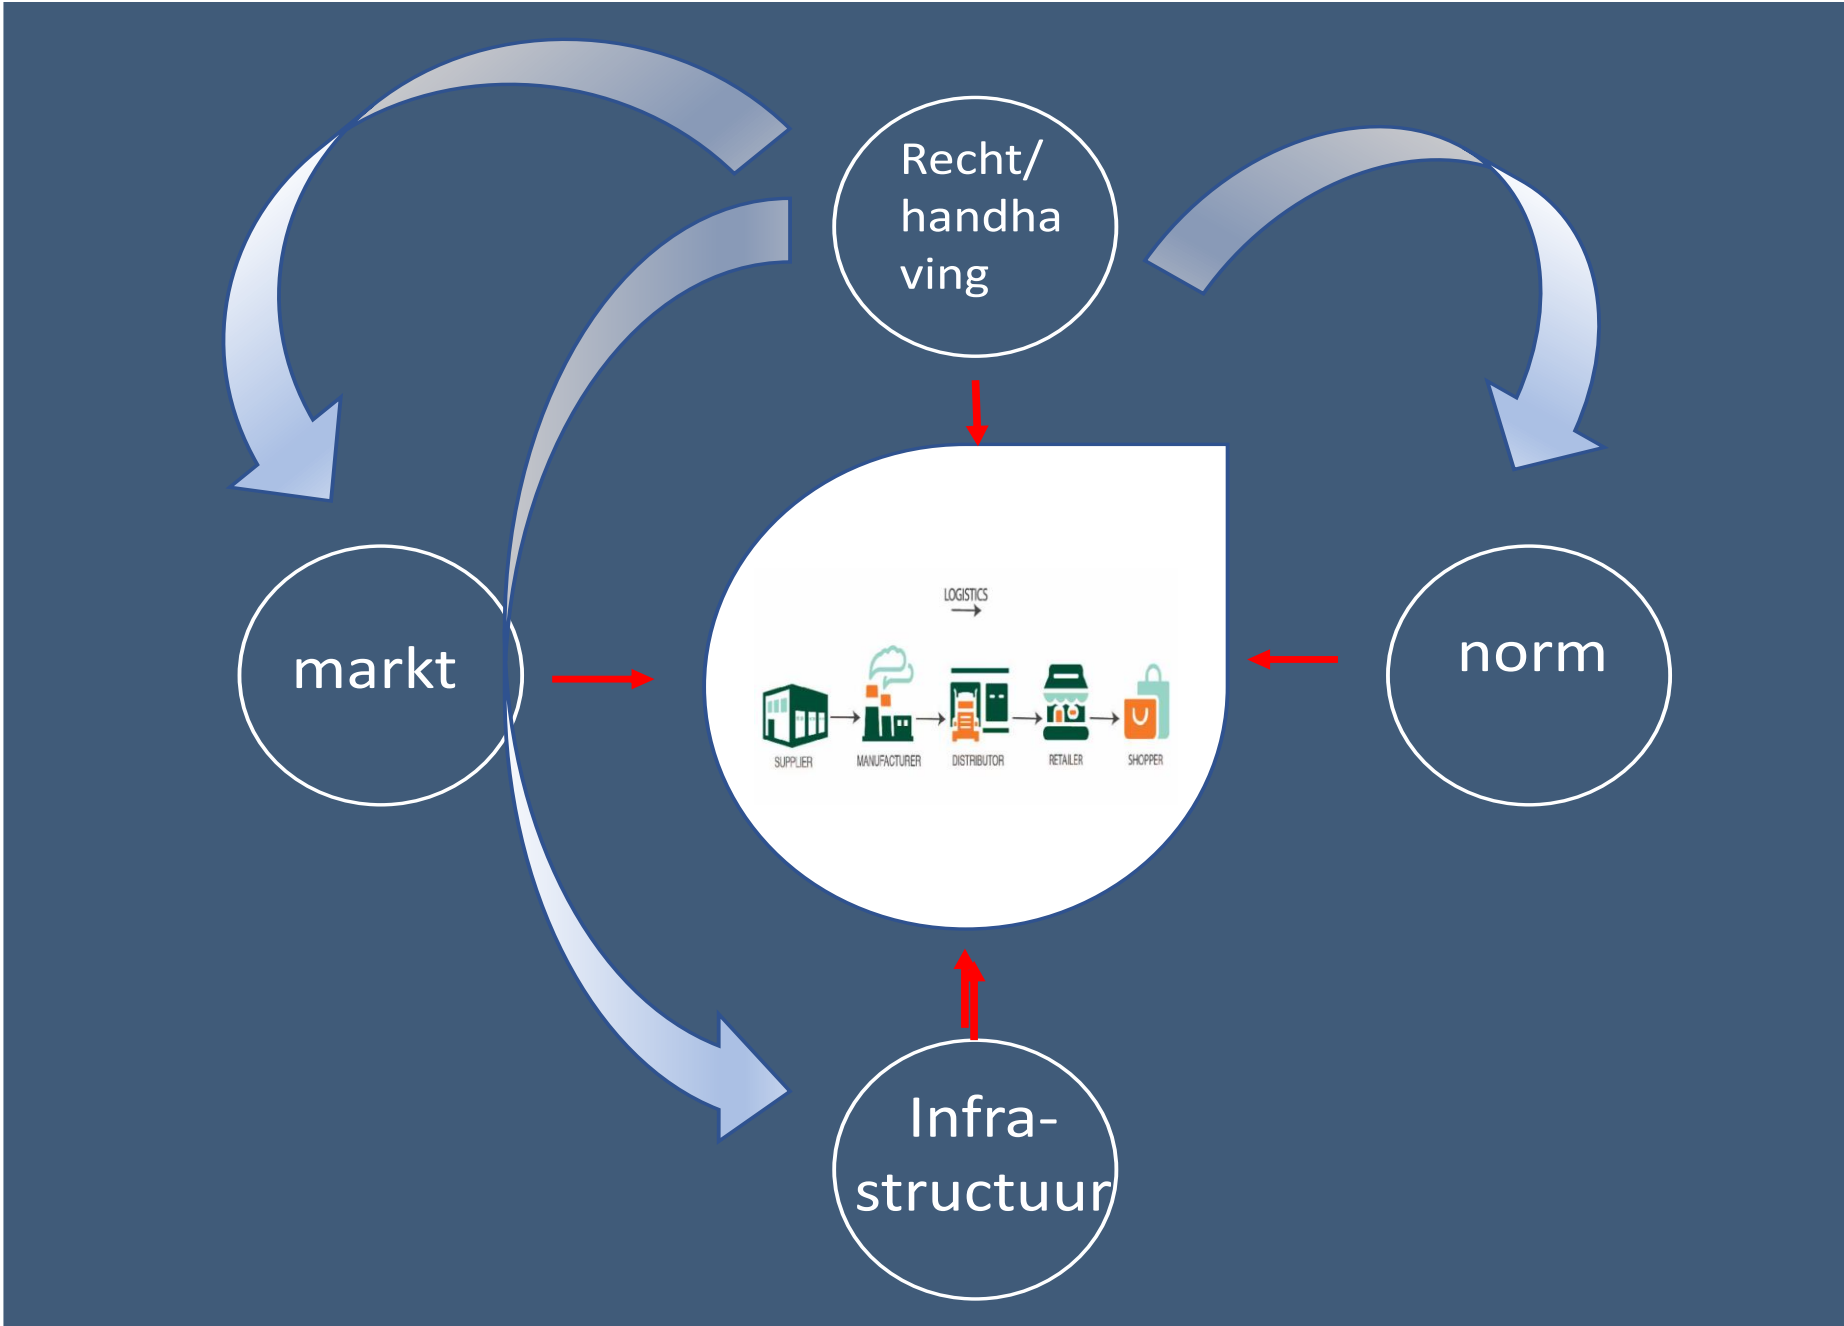 Recht/
handha
ving
markt
norm
LOGISTICS
SUPPLIER
MANUFACTURER
DISTRIBUTOR
RETAILER
SHOPPER
Infra-
structuur